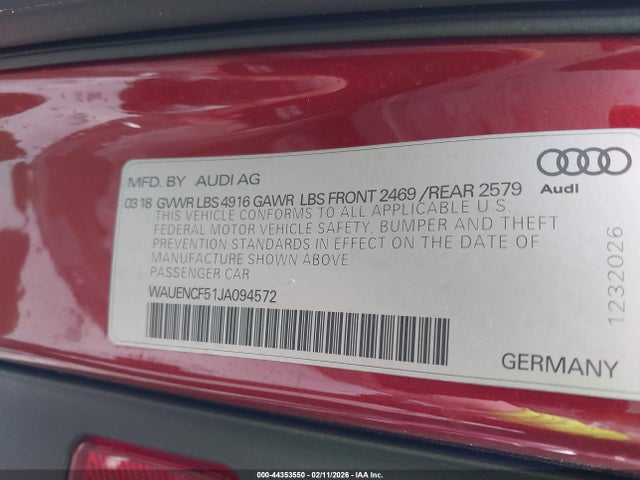 MFD. BY AUDI AG
03 18 GVWR LBS 4916 GAWR LBS FRONT 2469 /REAR 2579
THIS VEHICLE CONFORMS TO ALL APPLICABLE U.S.
FEDERAL MOTOR VEHICLE SAFETY, BUMPER AND THEFT
PREVENTION STANDARDS IN EFFECT ON THE DATE OF
MANUFACTURE SHOWN ABOVE
PASSENGER CAR
WAUENCF51JA094572
Audi
1232026
GERMANY
000-44353550 - 02/11/2026 - IAAI.com